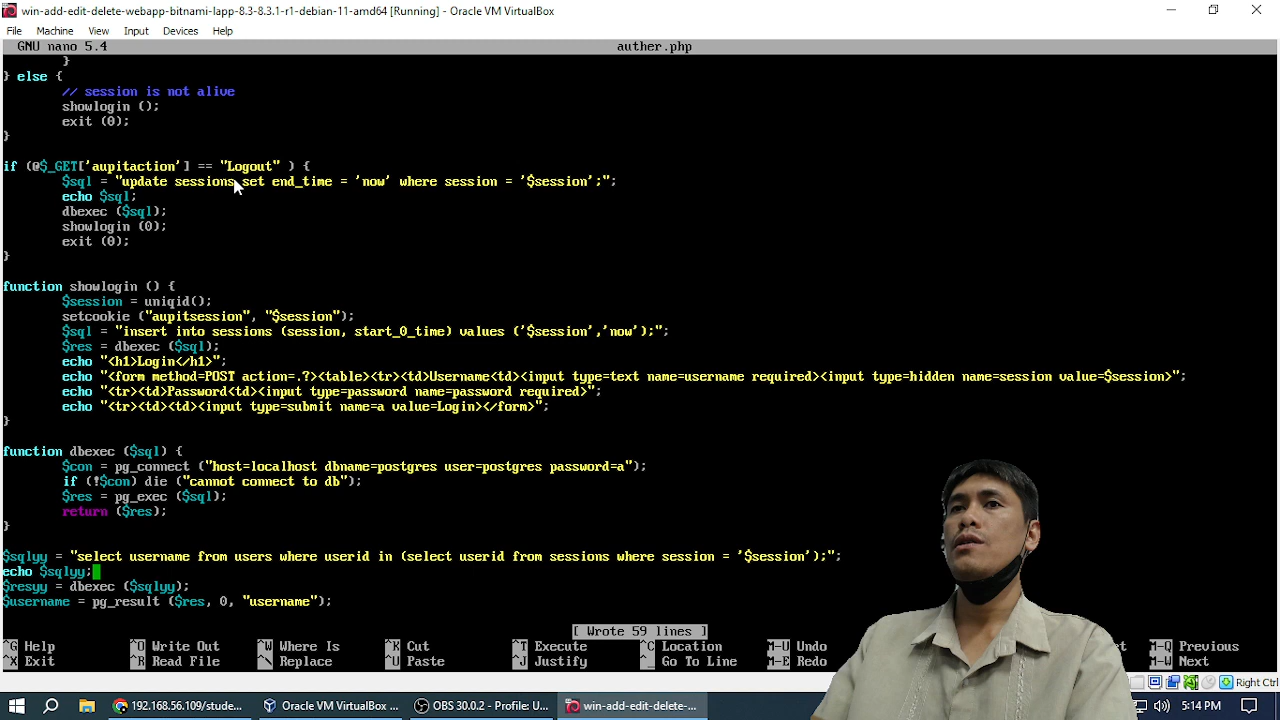 win-add-edit-delete-webapp-bitnami-lapp-8.3-8.3.1-r1-debian-11-amd64 [Running] - Oracle VM VirtualBox
File Machine View Input Devices Help
GNU nano 5.4 auther.php
}
} else {
// session is not alive
showlogin ();
exit (0);
}
if (@$_GET['aupitaction'] == "Logout" ) {
$sql = "update sessions set end_time = 'now' where session = '$session';";
echo $sql;
dbexec ($sql);
showlogin (0);
exit (0);
}
function showlogin () {
$session = uniqid();
setcookie ("aupitsession", "$session");
$sql = "insert into sessions (session, start_0_time) values ('$session','now');";
$res = dbexec ($sql);
echo "<h1>Login</h1>";
echo "<form method=POST action=.?><table><tr><td>Username<td><input type=text name=username required><input type=hidden name=session value=$session>";
echo "<tr><td>Password<td><input type=password name=password required>";
echo "<tr><td><td><input type=submit name=a value=Login></form>";
}
function dbexec ($sql) {
$con = pg_connect ("host=localhost dbname=postgres user=postgres password=a");
if (!$con) die ("cannot connect to db");
$res = pg_exec ($sql);
return ($res);
}
$sqlyy = "select username from users where userid in (select userid from sessions where session = '$session');";
echo $sqlyy;
$resyy = dbexec ($sqlyy);
$username = pg_result ($res, 0, "username");
[ Wrote 59 lines ]
^G Help ^O Write Out ^W Where Is ^K Cut ^T Execute ^C Location M-U Undo M-W Previous
^X Exit ^R Read File ^\ Replace ^U Paste ^J Justify ^_ Go To Line M-E Redo M-W Next
Right Ctrl
192.168.56.109/stude... Oracle VM VirtualBox ... OBS 30.0.2 - Profile: U... win-add-edit-delete-... 5:14 PM